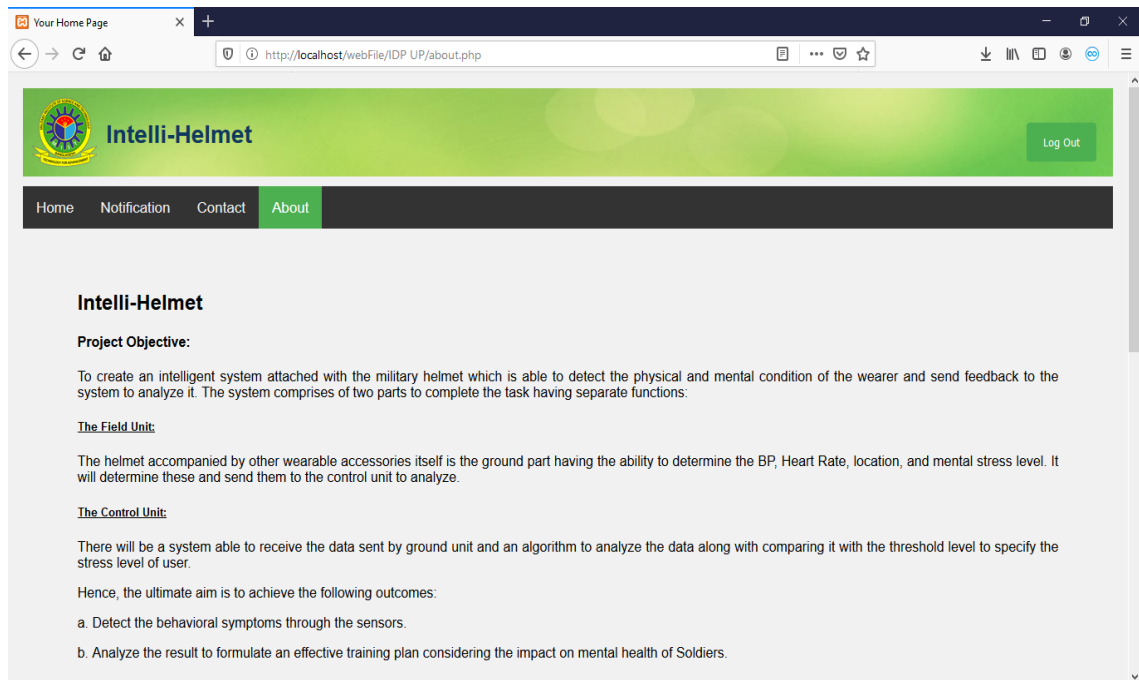 Your Home Page
http://localhost/webFile/IDP UP/about.php
Intelli-Helmet
Log Out
Home Notification Contact About
Intelli-Helmet
Project Objective:
To create an intelligent system attached with the military helmet which is able to detect the physical and mental condition of the wearer and send feedback to the
system to analyze it. The system comprises of two parts to complete the task having separate functions:
The Field Unit:
The helmet accompanied by other wearable accessories itself is the ground part having the ability to determine the BP, Heart Rate, location, and mental stress level. It
will determine these and send them to the control unit to analyze.
The Control Unit:
There will be a system able to receive the data sent by ground unit and an algorithm to analyze the data along with comparing it with the threshold level to specify the
stress level of user.
Hence, the ultimate aim is to achieve the following outcomes:
a. Detect the behavioral symptoms through the sensors.
b. Analyze the result to formulate an effective training plan considering the impact on mental health of Soldiers.